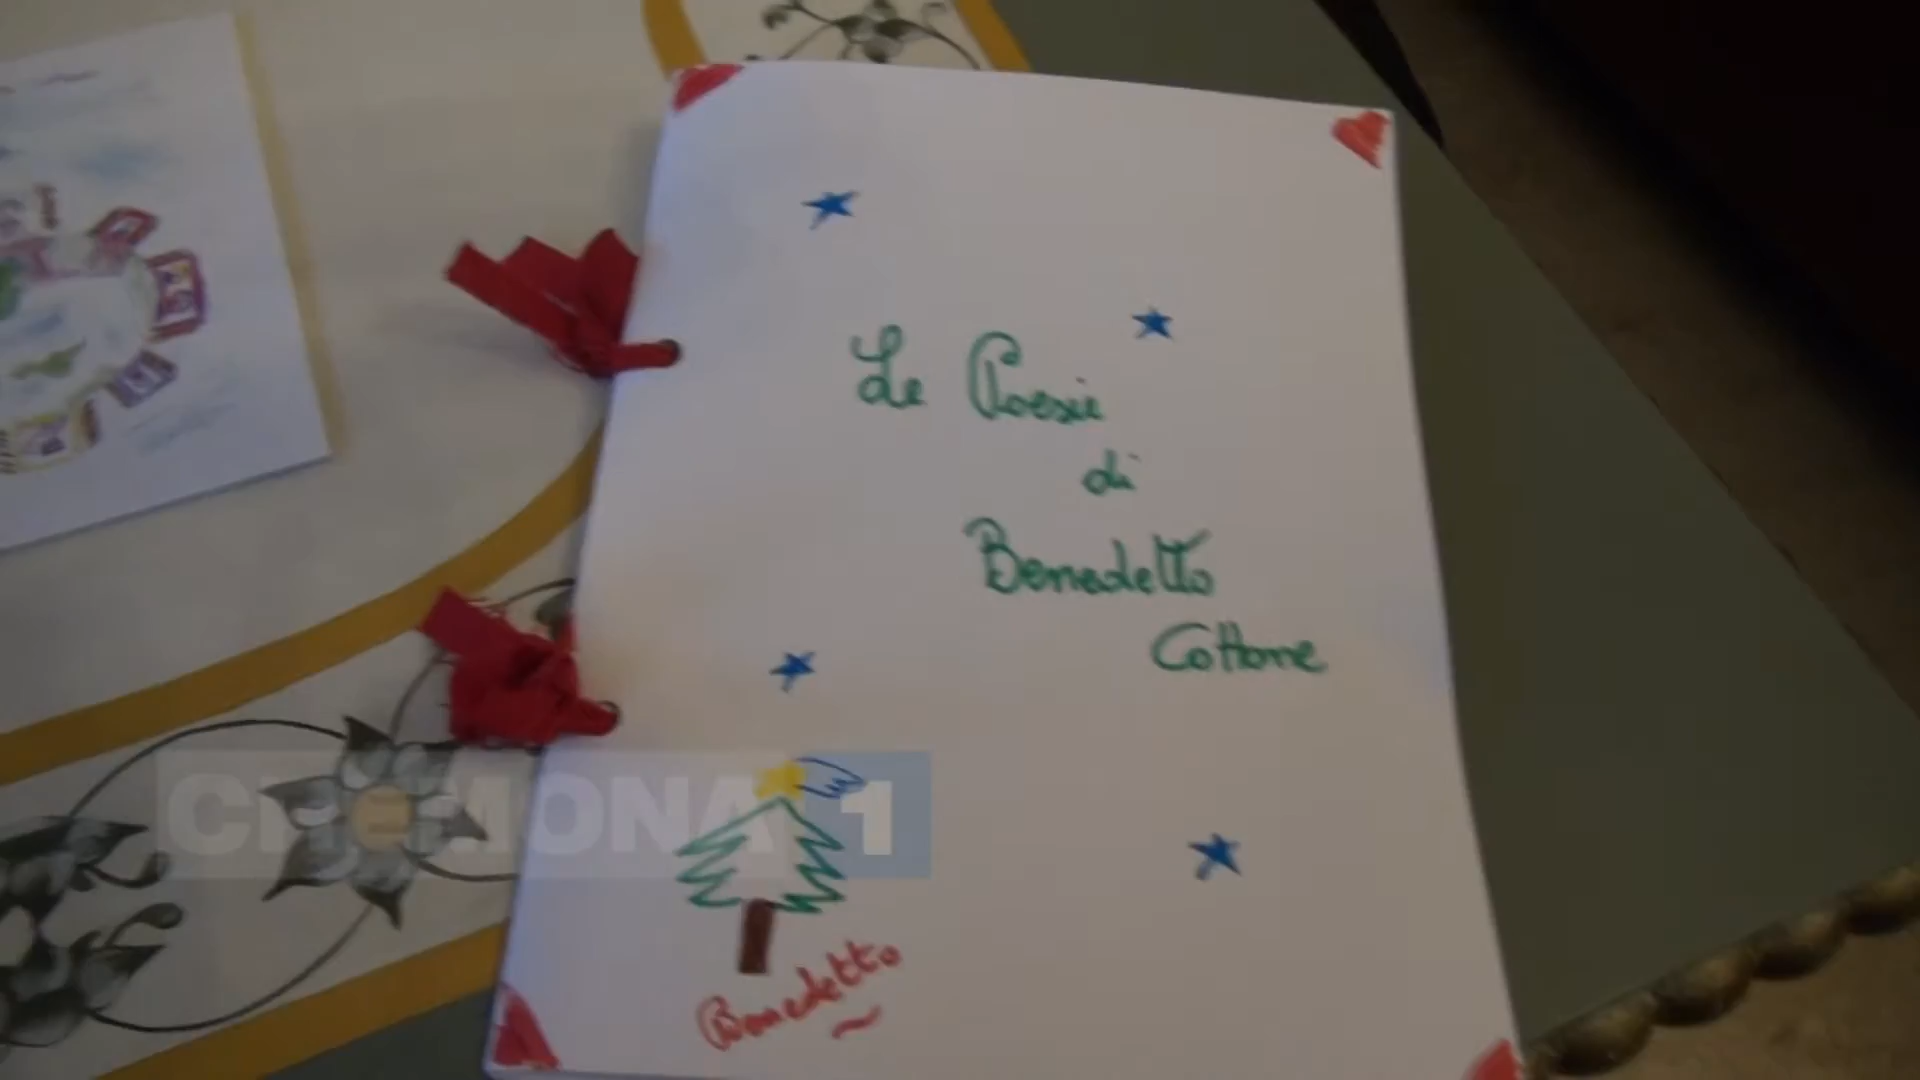 Le Poesie
di
Benedetto
Cottone
CREMONA 1
Benedetto